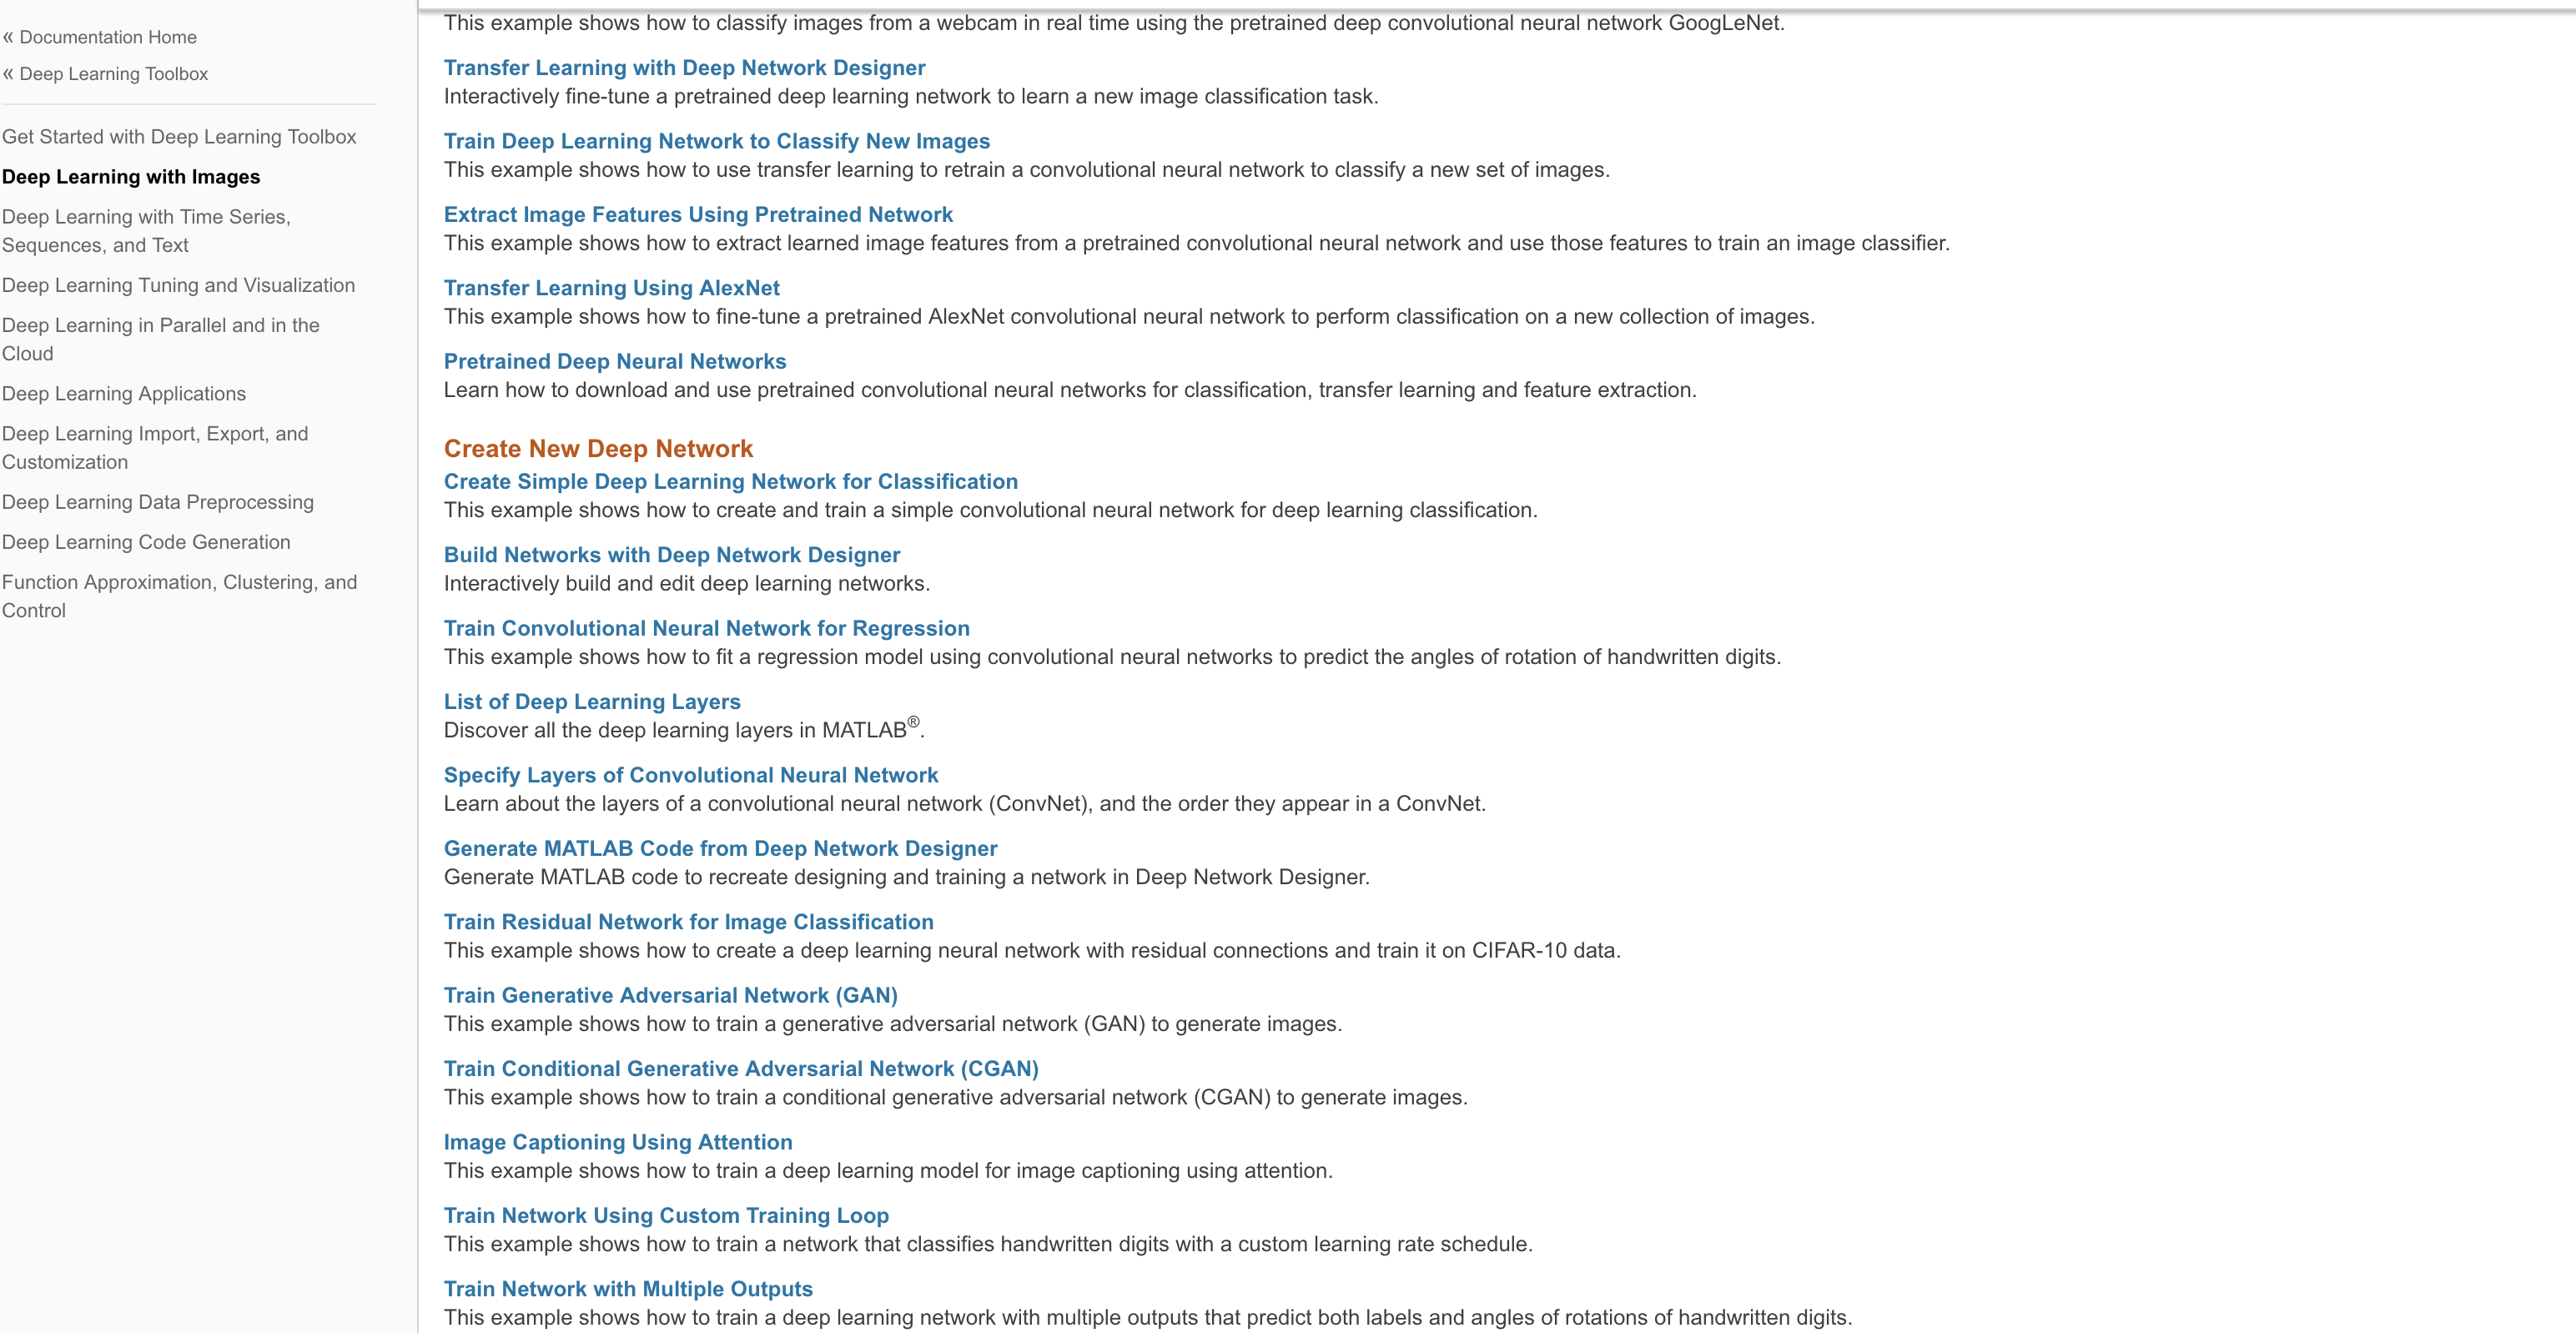 « Documentation Home
« Deep Learning Toolbox
Get Started with Deep Learning Toolbox
Deep Learning with Images
Deep Learning with Time Series,
Sequences, and Text
Deep Learning Tuning and Visualization
Deep Learning in Parallel and in the
Cloud
Deep Learning Applications
Deep Learning Import, Export, and
Customization
Deep Learning Data Preprocessing
Deep Learning Code Generation
Function Approximation, Clustering, and
Control
This example shows how to classify images from a webcam in real time using the pretrained deep convolutional neural network GoogLeNet.
Transfer Learning with Deep Network Designer
Interactively fine-tune a pretrained deep learning network to learn a new image classification task.
Train Deep Learning Network to Classify New Images
This example shows how to use transfer learning to retrain a convolutional neural network to classify a new set of images.
Extract Image Features Using Pretrained Network
This example shows how to extract learned image features from a pretrained convolutional neural network and use those features to train an image classifier.
Transfer Learning Using AlexNet
This example shows how to fine-tune a pretrained AlexNet convolutional neural network to perform classification on a new collection of images.
Pretrained Deep Neural Networks
Learn how to download and use pretrained convolutional neural networks for classification, transfer learning and feature extraction.
Create New Deep Network
Create Simple Deep Learning Network for Classification
This example shows how to create and train a simple convolutional neural network for deep learning classification.
Build Networks with Deep Network Designer
Interactively build and edit deep learning networks.
Train Convolutional Neural Network for Regression
This example shows how to fit a regression model using convolutional neural networks to predict the angles of rotation of handwritten digits.
List of Deep Learning Layers
Discover all the deep learning layers in MATLAB®.
Specify Layers of Convolutional Neural Network
Learn about the layers of a convolutional neural network (ConvNet), and the order they appear in a ConvNet.
Generate MATLAB Code from Deep Network Designer
Generate MATLAB code to recreate designing and training a network in Deep Network Designer.
Train Residual Network for Image Classification
This example shows how to create a deep learning neural network with residual connections and train it on CIFAR-10 data.
Train Generative Adversarial Network (GAN)
This example shows how to train a generative adversarial network (GAN) to generate images.
Train Conditional Generative Adversarial Network (CGAN)
This example shows how to train a conditional generative adversarial network (CGAN) to generate images.
Image Captioning Using Attention
This example shows how to train a deep learning model for image captioning using attention.
Train Network Using Custom Training Loop
This example shows how to train a network that classifies handwritten digits with a custom learning rate schedule.
Train Network with Multiple Outputs
This example shows how to train a deep learning network with multiple outputs that predict both labels and angles of rotations of handwritten digits.